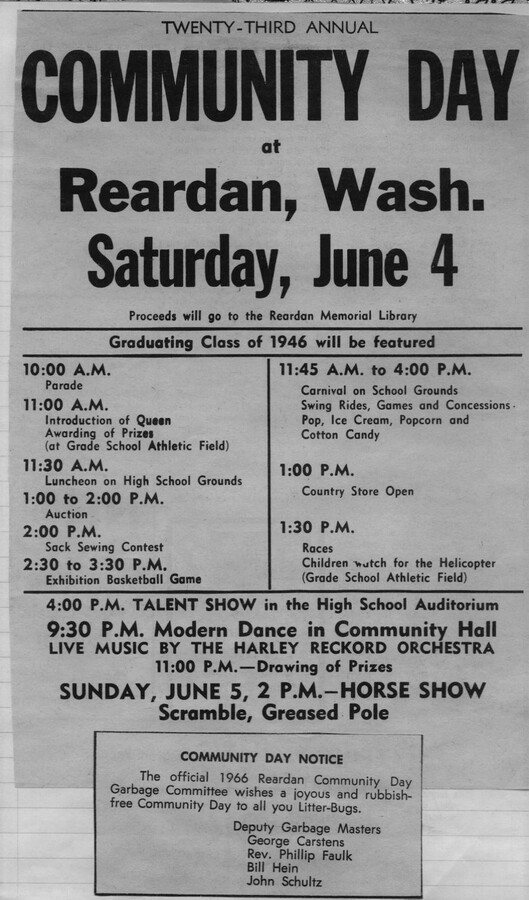 TWENTY-THIRD ANNUAL
COMMUNITY DAY
at
Reardan, Wash.
Saturday, June 4
Proceeds will go to the Reardan Memorial Library
Graduating Class of 1946 will be featured
10:00 A.M.
Parade
11:00 A.M.
Introduction of Queen
Awarding of Prizes
(at Grade School Athletic Field)
11:30 A.M.
Luncheon on High School Grounds
1:00 to 2:00 P.M.
Auction
2:00 P.M.
Sack Sewing Contest
2:30 to 3:30 P.M.
Exhibition Basketball Game
11:45 A.M. to 4:00 P.M.
Carnival on School Grounds
Swing Rides, Games and Concessions
Pop, Ice Cream, Popcorn and
Cotton Candy
1:00 P.M.
Country Store Open
1:30 P.M.
Races
Children watch for the Helicopter
(Grade School Athletic Field)
4:00 P.M. TALENT SHOW in the High School Auditorium
9:30 P.M. Modern Dance in Community Hall
LIVE MUSIC BY THE HARLEY RECKORD ORCHESTRA
11:00 P.M.—Drawing of Prizes
SUNDAY, JUNE 5, 2 P.M.—HORSE SHOW
Scramble, Greased Pole
COMMUNITY DAY NOTICE
The official 1966 Reardan Community Day
Garbage Committee wishes a joyous and rubbish-
free Community Day to all you Litter-Bugs.
Deputy Garbage Masters
George Carstens
Rev. Phillip Faulk
Bill Hein
John Schultz